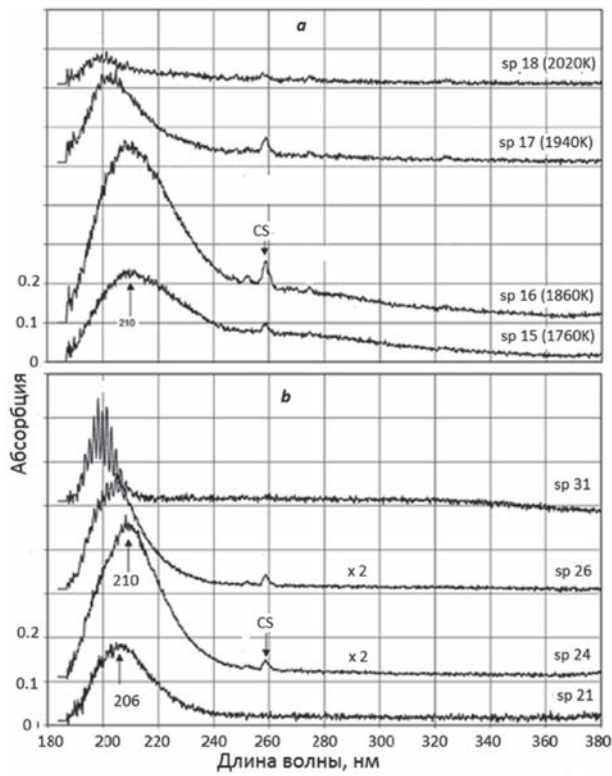 a
sp 18 (2020K)
sp 17 (1940K)
CS
0.2
sp 16 (1860K)
0.1
210
sp 15 (1760K)
0
Абсорбция
b
sp 31
x 2
sp 26
210
CS
0.2
x 2
sp 24
0.1
206
sp 21
0
180 200 220 240 260 280 300 320 340 360 380
Длина волны, нм